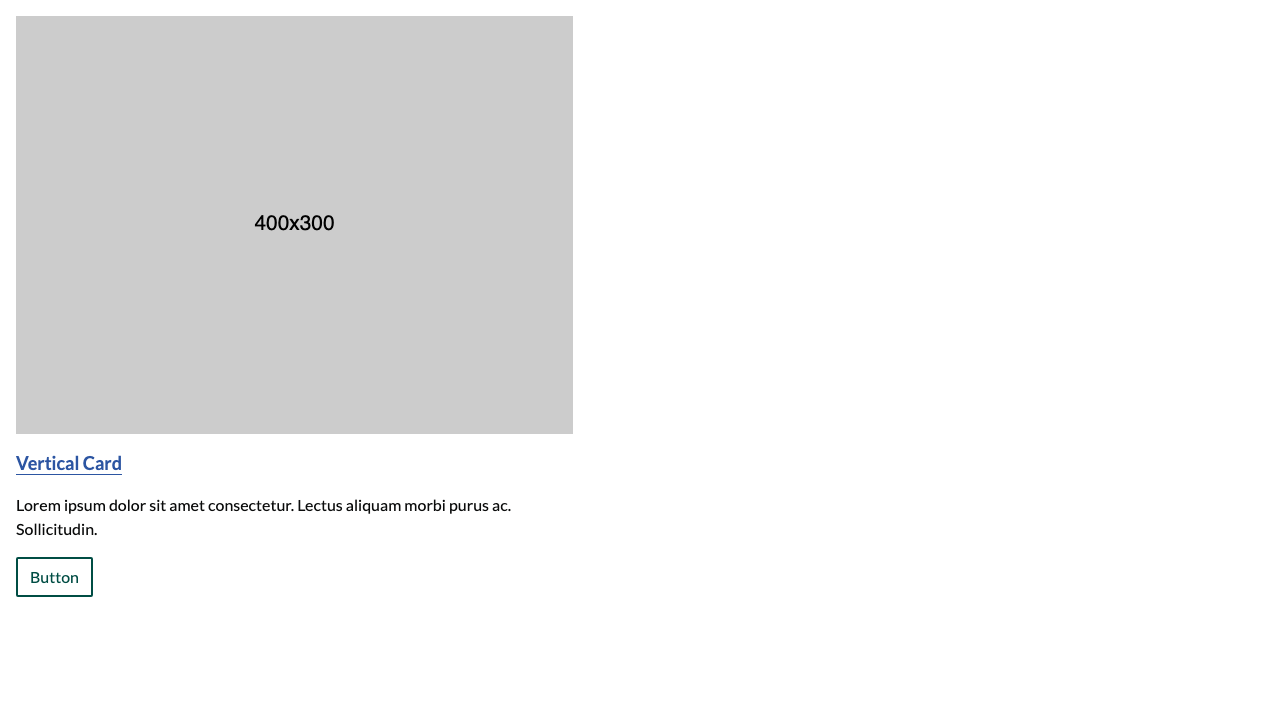 400x300
Vertical Card
Lorem ipsum dolor sit amet consectetur. Lectus aliquam morbi purus ac.
Sollicitudin.
Button